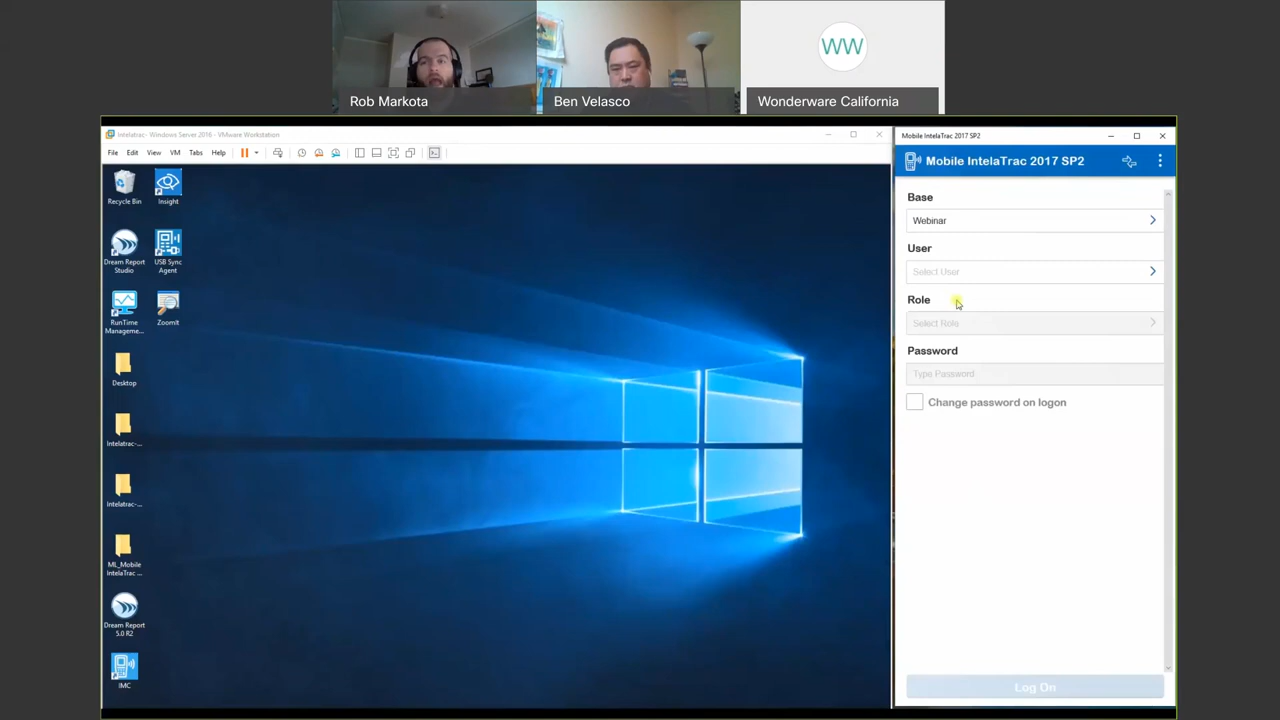 WW
Rob Markota
Ben Velasco
Wonderware California
intelatrac- Windows Server 2016 - VMware Workstation
File Edit View VM Tabs Help
Recycle Bin
Insight
Dream Report
Studio
USB Sync
Agent
RunTime
Manageme...
ZoomIt
Desktop
Intelatrac-...
Intelatrac-...
ML_Mobile
IntelaTrac ...
Dream Report
5.0 R2
IMC
Mobile IntelaTrac 2017 SP2
Mobile IntelaTrac 2017 SP2
Base
Webinar
User
Select User
Role
Select Role
Password
Type Password
Change password on logon
Log On